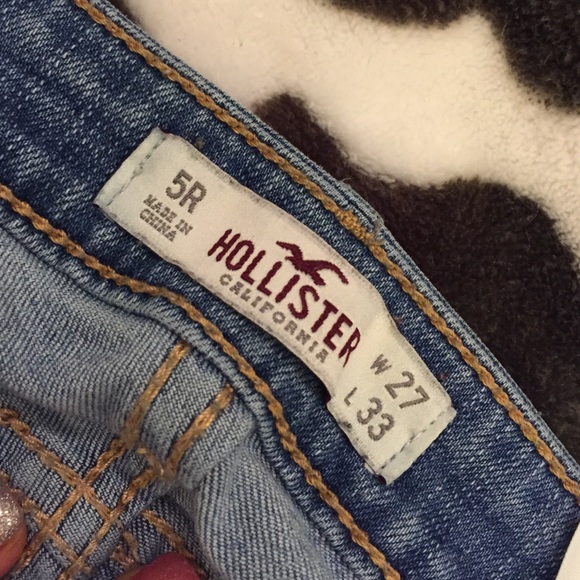 5R
MADE IN
CHINA
HOLLISTER
CALIFORNIA
W 27
L 33